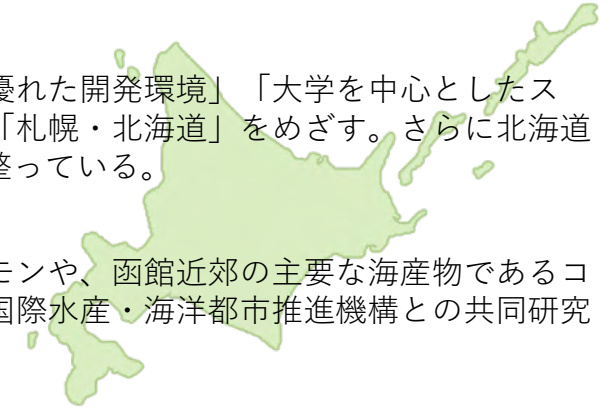 優れた開発環境」「大学を中心としたス
「札幌・北海道」をめざす。さらに北海道
整っている。
モンや、函館近郊の主要な海産物であるコ
国際水産・海洋都市推進機構との共同研究